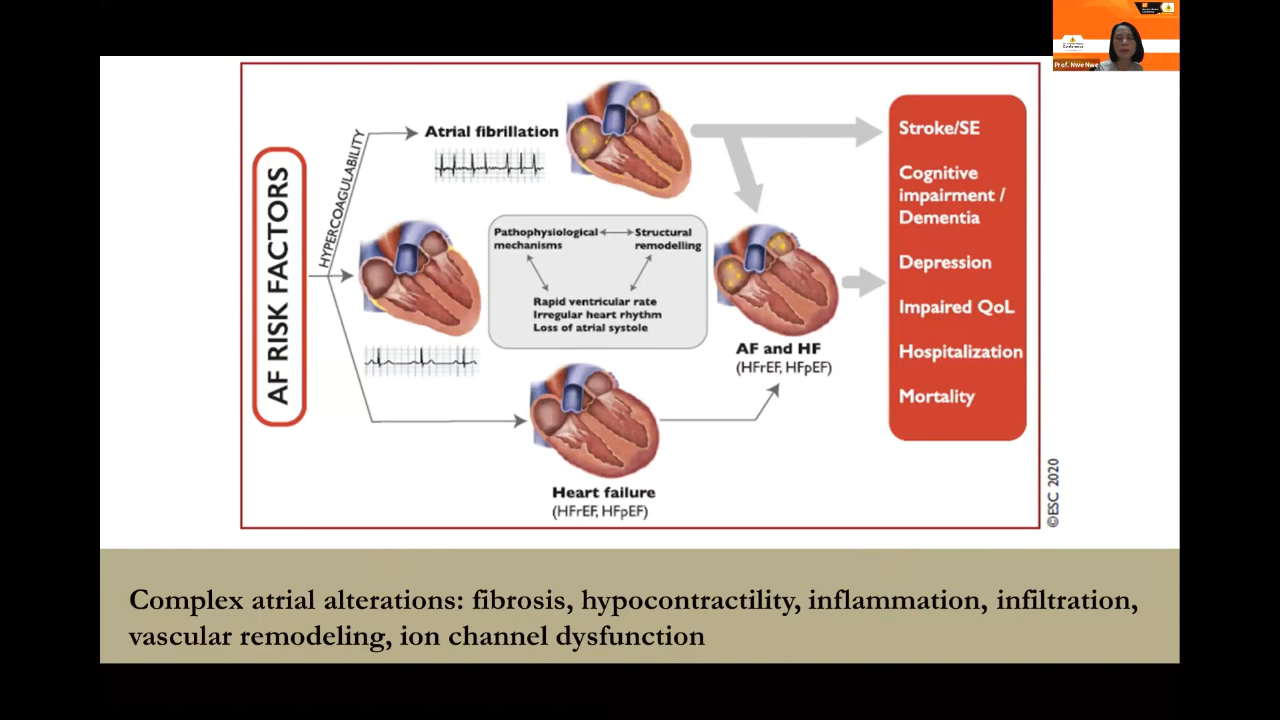 Prof. Nwe Nwe
Conference
AF RISK FACTORS
HYPERCOAGULABILITY
Atrial fibrillation
Pathophysiological
mechanisms
Structural
remodelling
Rapid ventricular rate
Irregular heart rhythm
Loss of atrial systole
AF and HF
(HFrEF, HFpEF)
Heart failure
(HFrEF, HFpEF)
Stroke/SE
Cognitive
impairment /
Dementia
Depression
Impaired QoL
Hospitalization
Mortality
©ESC 2020
Complex atrial alterations: fibrosis, hypocontractility, inflammation, infiltration,
vascular remodeling, ion channel dysfunction